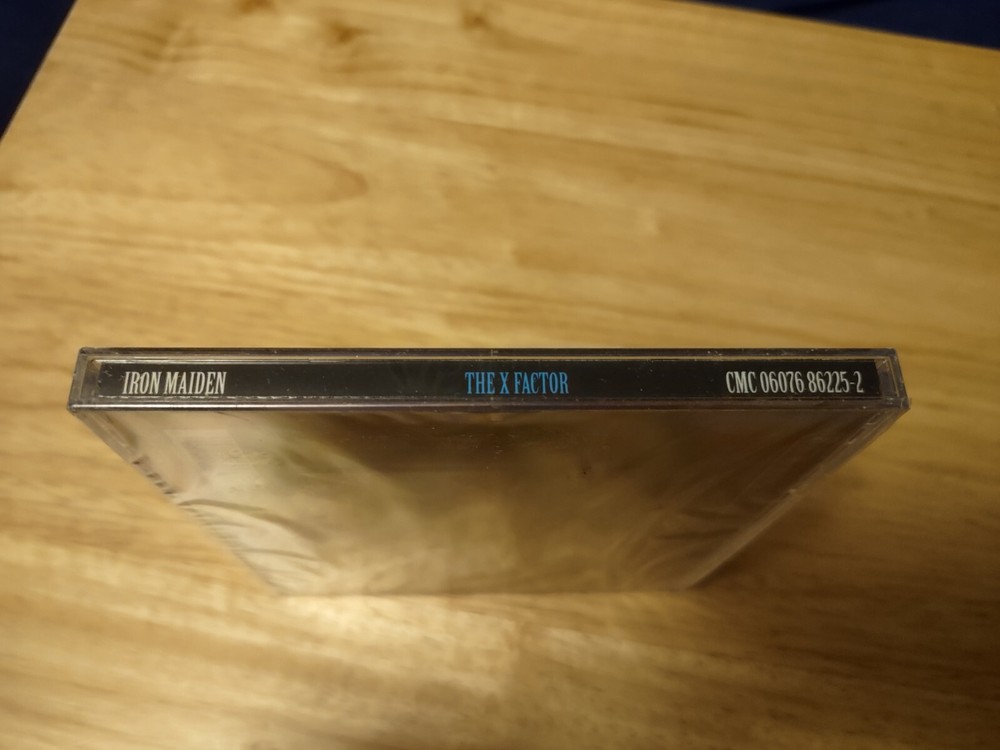 IRON MAIDEN THE X FACTOR CMC 06076 86225-2